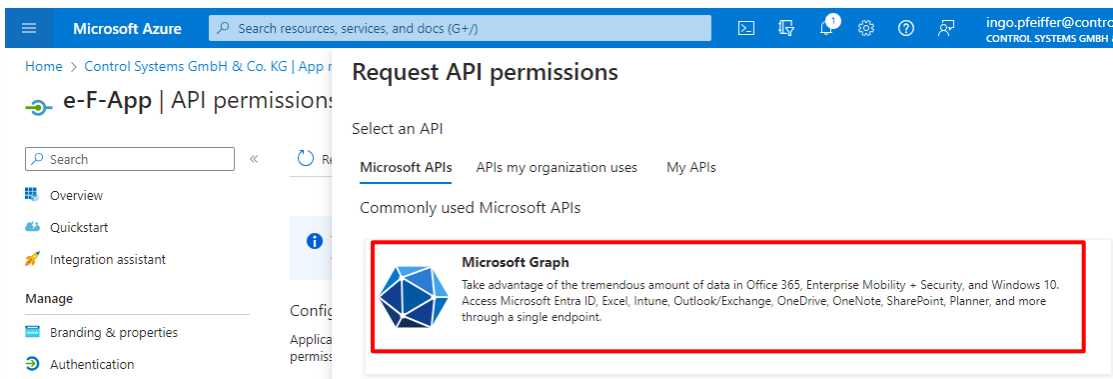 Microsoft Azure
Search resources, services, and docs (G+/)
1
ingo.pfeiffer@contro
CONTROL SYSTEMS GMBH &
Home > Control Systems GmbH & Co. KG | App r
e-F-App | API permissions
Search
«
Re
Overview
Quickstart
Integration assistant
Manage
Branding & properties
Authentication
Config
Applica
permiss
Request API permissions
Select an API
Microsoft APIs APIs my organization uses My APIs
Commonly used Microsoft APIs
Microsoft Graph
Take advantage of the tremendous amount of data in Office 365, Enterprise Mobility + Security, and Windows 10.
Access Microsoft Entra ID, Excel, Intune, Outlook/Exchange, OneDrive, OneNote, SharePoint, Planner, and more
through a single endpoint.